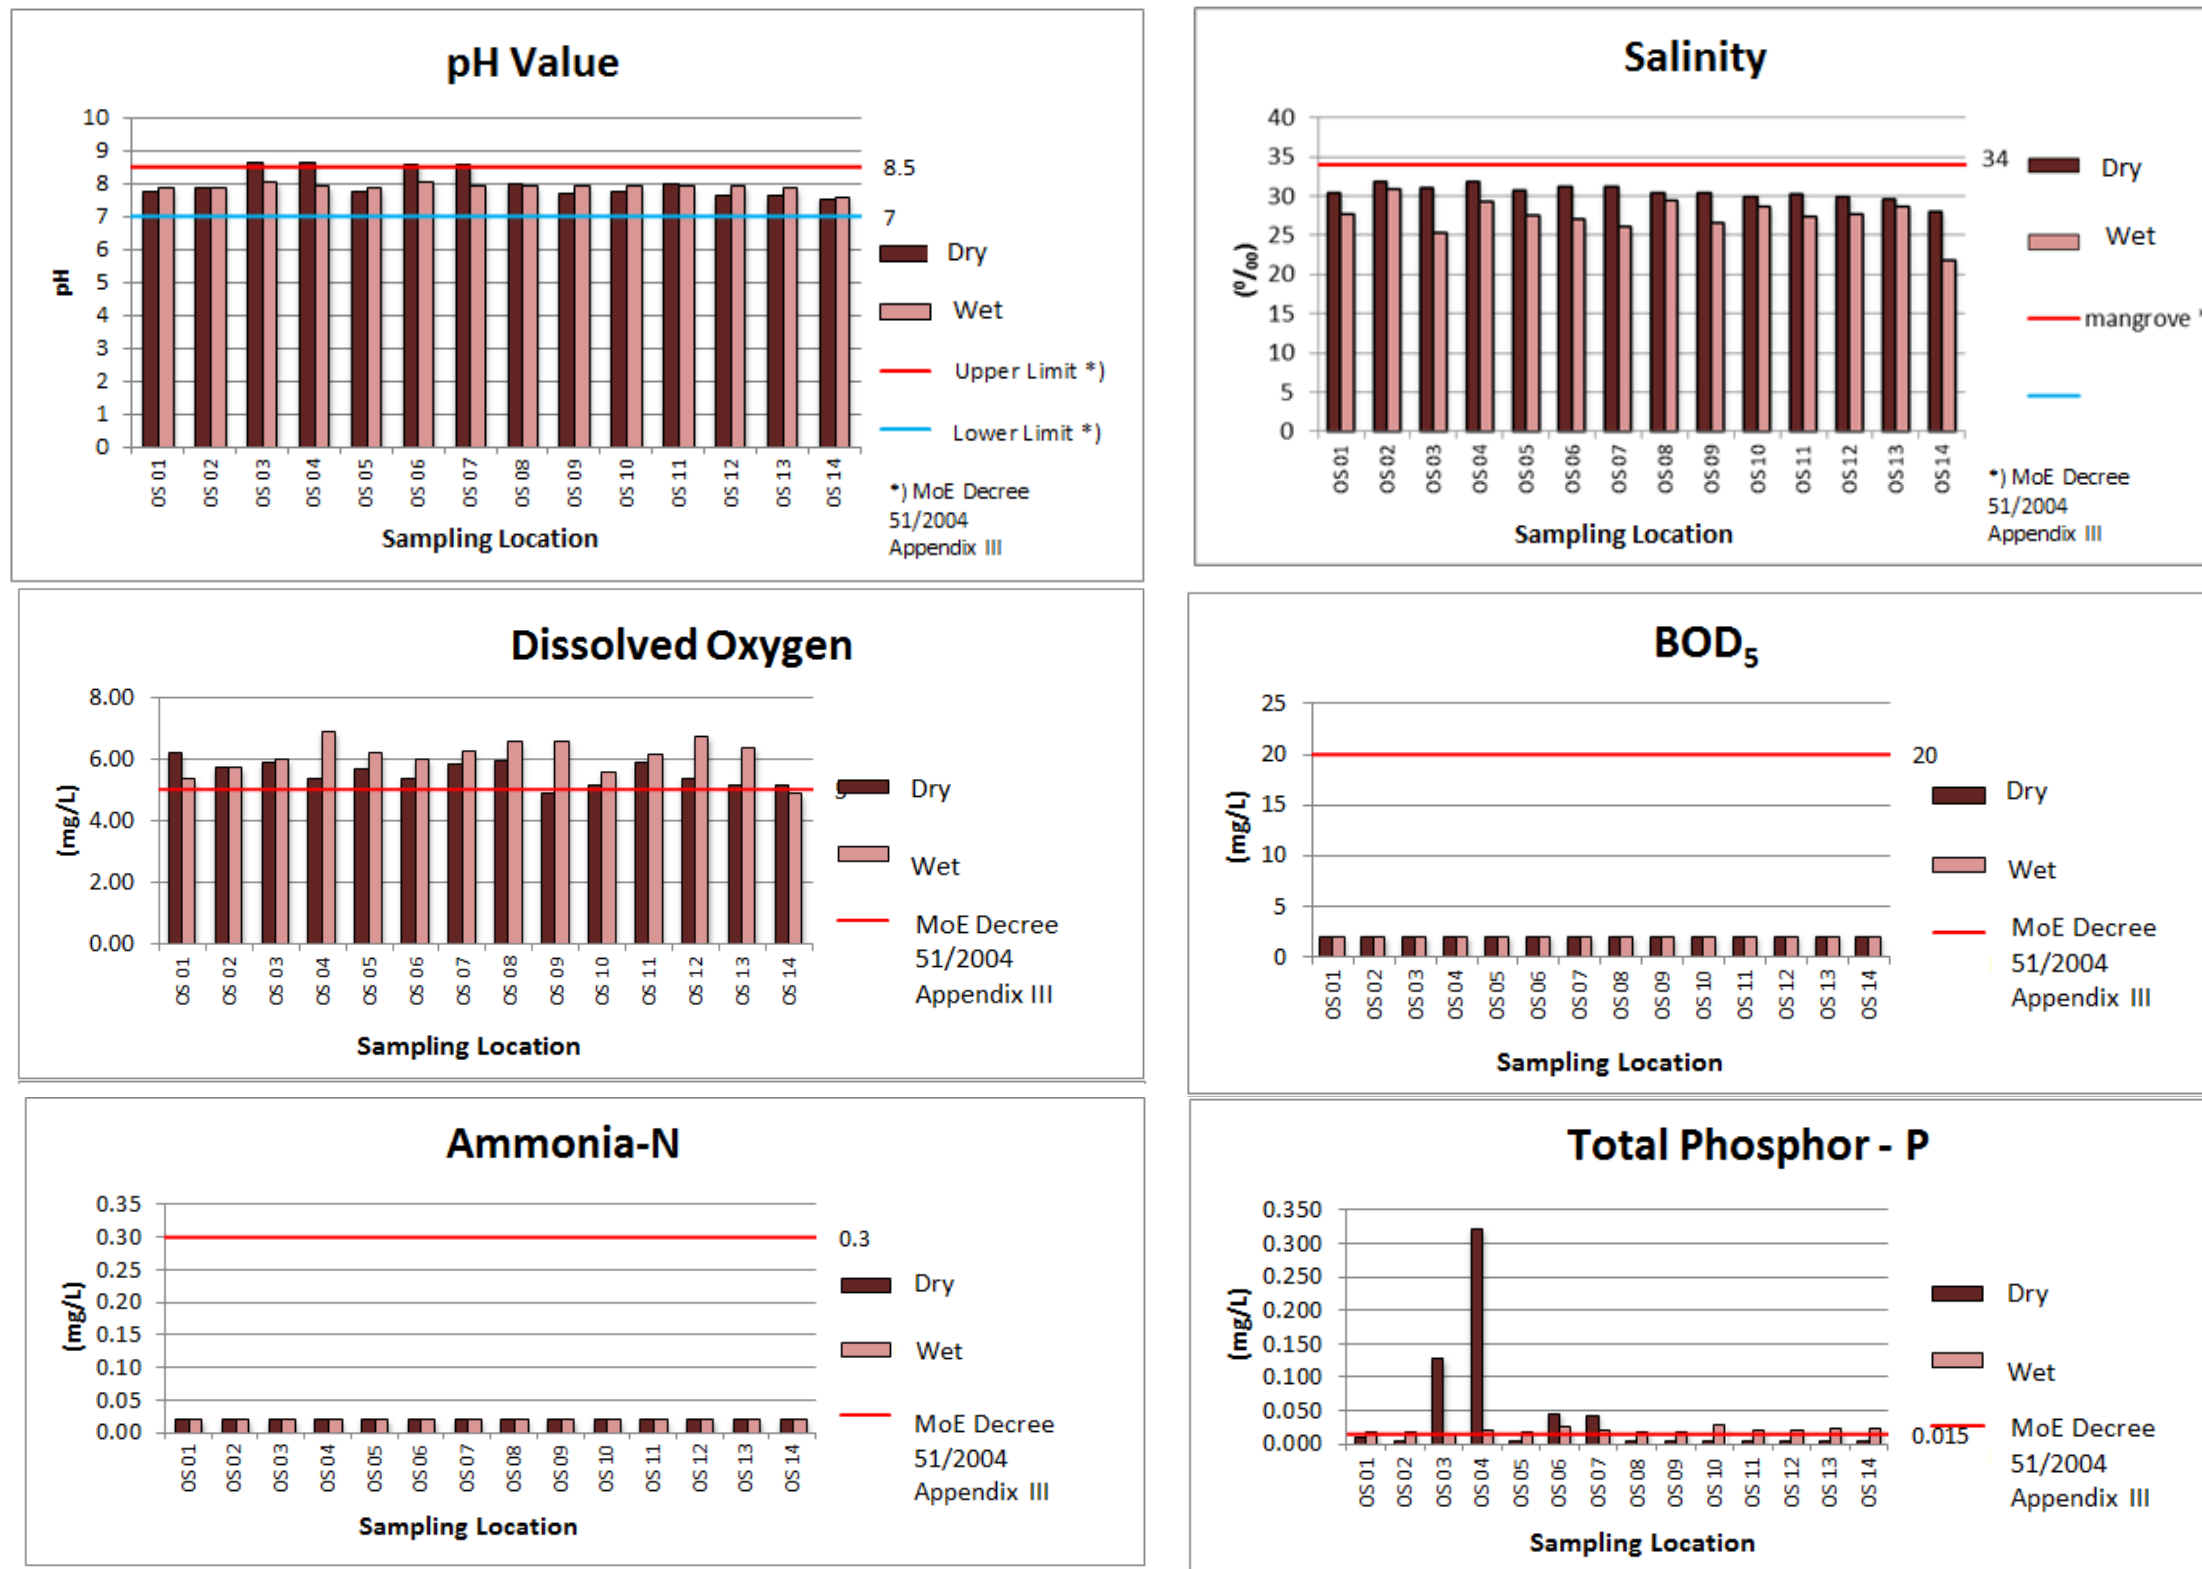 pH Value
10
9
8
7
6
5
4
3
2
1
0
pH
OS 01
OS 02
OS 03
OS 04
OS 05
OS 06
OS 07
OS 08
OS 09
OS 10
OS 11
OS 12
OS 13
OS 14
Sampling Location
8.5
7
Dry
Wet
Upper Limit *)
Lower Limit *)
*) MoE Decree
51/2004
Appendix III
Salinity
40
35
30
25
20
15
10
5
0
(⁰/₀₀)
OS 01
OS 02
OS 03
OS 04
OS 05
OS 06
OS 07
OS 08
OS 09
OS 10
OS 11
OS 12
OS 13
OS 14
Sampling Location
34
Dry
Wet
mangrove *
*) MoE Decree
51/2004
Appendix III
Dissolved Oxygen
8.00
6.00
4.00
2.00
0.00
(mg/L)
OS 01
OS 02
OS 03
OS 04
OS 05
OS 06
OS 07
OS 08
OS 09
OS 10
OS 11
OS 12
OS 13
OS 14
Sampling Location
Dry
Wet
MoE Decree
51/2004
Appendix III
BOD₅
25
20
15
10
5
0
(mg/L)
OS 01
OS 02
OS 03
OS 04
OS 05
OS 06
OS 07
OS 08
OS 09
OS 10
OS 11
OS 12
OS 13
OS 14
Sampling Location
20
Dry
Wet
MoE Decree
51/2004
Appendix III
Ammonia-N
0.35
0.30
0.25
0.20
0.15
0.10
0.05
0.00
(mg/L)
OS 01
OS 02
OS 03
OS 04
OS 05
OS 06
OS 07
OS 08
OS 09
OS 10
OS 11
OS 12
OS 13
OS 14
Sampling Location
0.3
Dry
Wet
MoE Decree
51/2004
Appendix III
Total Phosphor - P
0.350
0.300
0.250
0.200
0.150
0.100
0.050
0.000
(mg/L)
OS 01
OS 02
OS 03
OS 04
OS 05
OS 06
OS 07
OS 08
OS 09
OS 10
OS 11
OS 12
OS 13
OS 14
Sampling Location
0.015
Dry
Wet
MoE Decree
51/2004
Appendix III